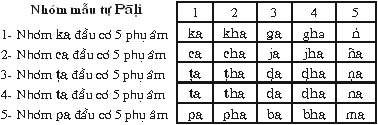 Nhóm mẫu tự Pāḷi 1 2 3 4 5
1- Nhóm ka đầu có 5 phụ âm ka kha ga gha ṅ
2- Nhóm ca đầu có 5 phụ âm ca cha ja jha ña
3- Nhóm ṭa đầu có 5 phụ âm ṭa ṭha ḍa ḍha ṇa
4- Nhóm ta đầu có 5 phụ âm ta tha da dha na
5- Nhóm pa đầu có 5 phụ âm pa pha ba bha ma